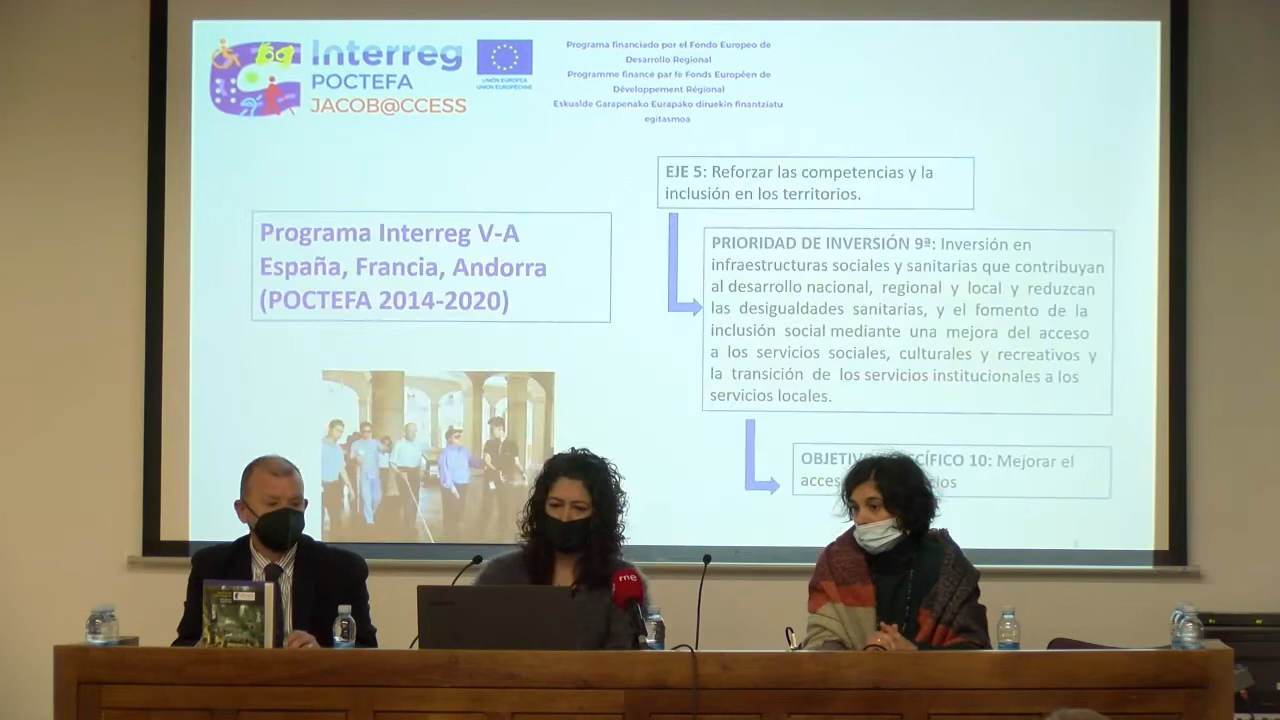 Interreg
POCTEFA
JACOB@CCESS
UNIÓN EUROPEA
UNION EUROPÉENNE
Programa financiado por el Fondo Europeo de
Desarrollo Regional
Programme financé par le Fonds Européen de
Développement Régional
Eskualde Garapenako Eurapako diruekin finantziatu
egitasmoa
Programa Interreg V-A
España, Francia, Andorra
(POCTEFA 2014-2020)
EJE 5: Reforzar las competencias y la
inclusión en los territorios.
PRIORIDAD DE INVERSIÓN 9ª: Inversión en
infraestructuras sociales y sanitarias que contribuyan
al desarrollo nacional, regional y local y reduzcan
las desigualdades sanitarias, y el fomento de la
inclusión social mediante una mejora del acceso
a los servicios sociales, culturales y recreativos y
la transición de los servicios institucionales a los
servicios locales.
OBJETIVO 10: Mejorar el
rne